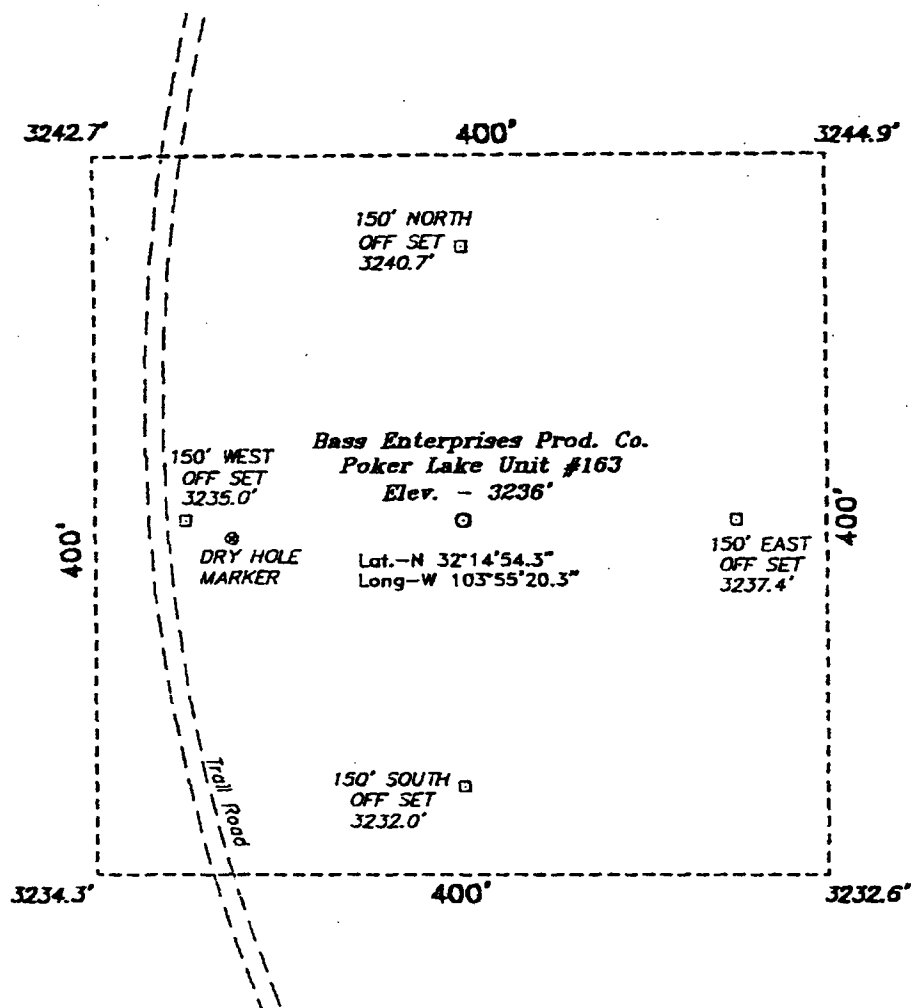 3242.7'
400'
3244.9'
150' NORTH
OFF SET
3240.7'
Bass Enterprises Prod. Co.
Poker Lake Unit #163
Elev. - 3236'
150' WEST
OFF SET
3235.0'
400'
DRY HOLE
MARKER
Lat.-N 32°14'54.3"
Long-W 103°55'20.3"
150' EAST
OFF SET
3237.4'
400'
Trail Road
150' SOUTH
OFF SET
3232.0'
3234.3'
400'
3232.6'